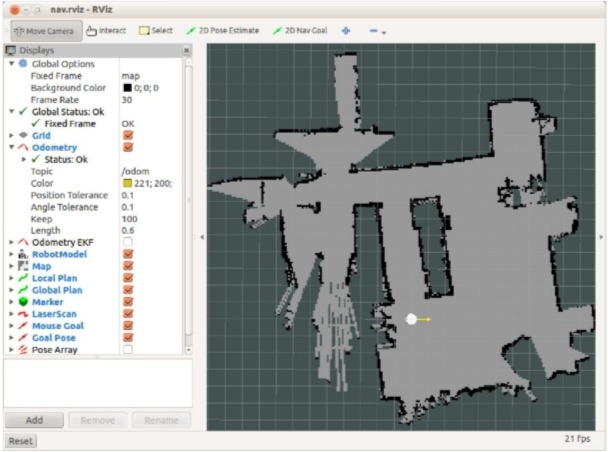 nav.rviz - RViz
Move Camera Interact Select 2D Pose Estimate 2D Nav Goal
Displays
Global Options
Fixed Frame map
Background Color 0; 0; 0
Frame Rate 30
Global Status: Ok
Fixed Frame OK
Grid
Odometry
Status: Ok
Topic /odom
Color 221; 200;
Position Tolerance 0.1
Angle Tolerance 0.1
Keep 100
Length 0.6
Odometry EKF
RobotModel
Map
Local Plan
Global Plan
Marker
LaserScan
Mouse Goal
Goal Pose
Pose Array
Add Remove Rename
Reset 21 fps